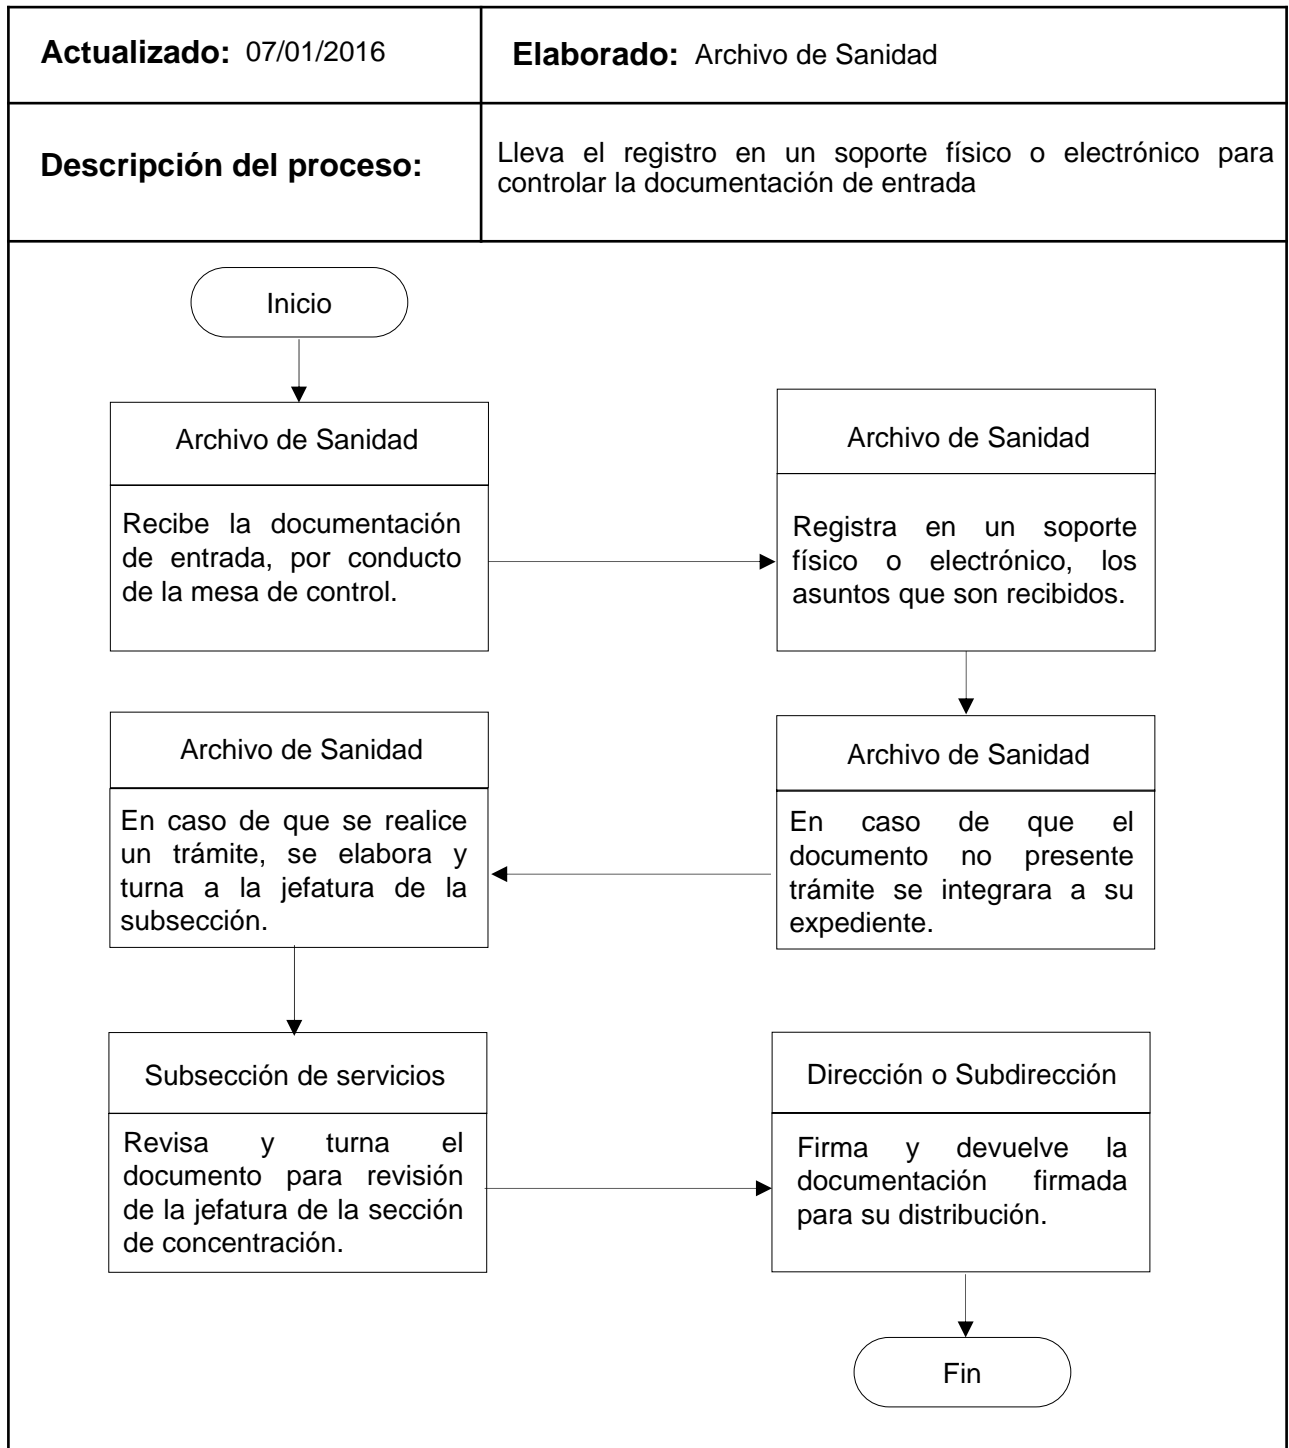 Actualizado: 07/01/2016
Elaborado: Archivo de Sanidad
Descripción del proceso:
Lleva el registro en un soporte físico o electrónico para
controlar la documentación de entrada
Inicio
Archivo de Sanidad
Recibe la documentación
de entrada, por conducto
de la mesa de control.
Archivo de Sanidad
Registra en un soporte
físico o electrónico, los
asuntos que son recibidos.
Archivo de Sanidad
En caso de que el
documento no presente
trámite se integrara a su
expediente.
Archivo de Sanidad
En caso de que se realice
un trámite, se elabora y
turna a la jefatura de la
subsección.
Subsección de servicios
Revisa y turna el
documento para revisión
de la jefatura de la sección
de concentración.
Dirección o Subdirección
Firma y devuelve la
documentación firmada
para su distribución.
Fin